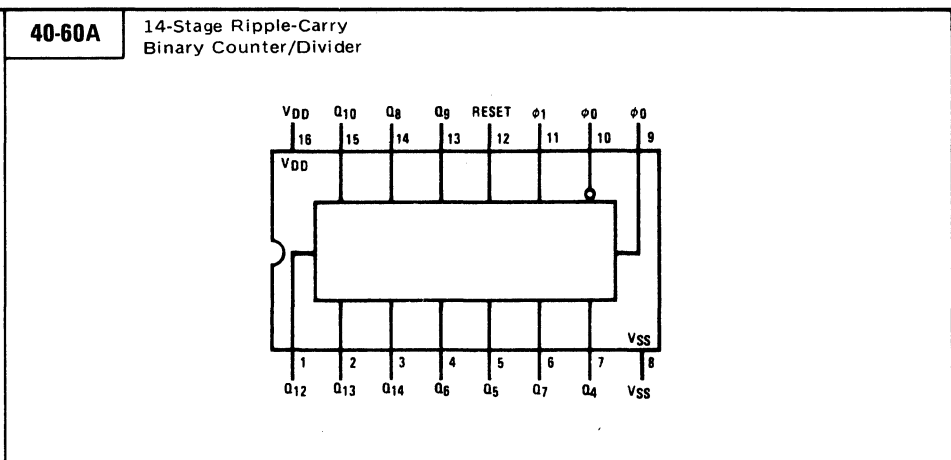 40-60A
14-Stage Ripple-Carry
Binary Counter/Divider
VDD Q10 Q8 Q9 RESET ϕ1 ϕ0 ϕ0
16 15 14 13 12 11 10 9
VDD
VSS
1 2 3 4 5 6 7 8
Q12 Q13 Q14 Q6 Q5 Q7 Q4 VSS